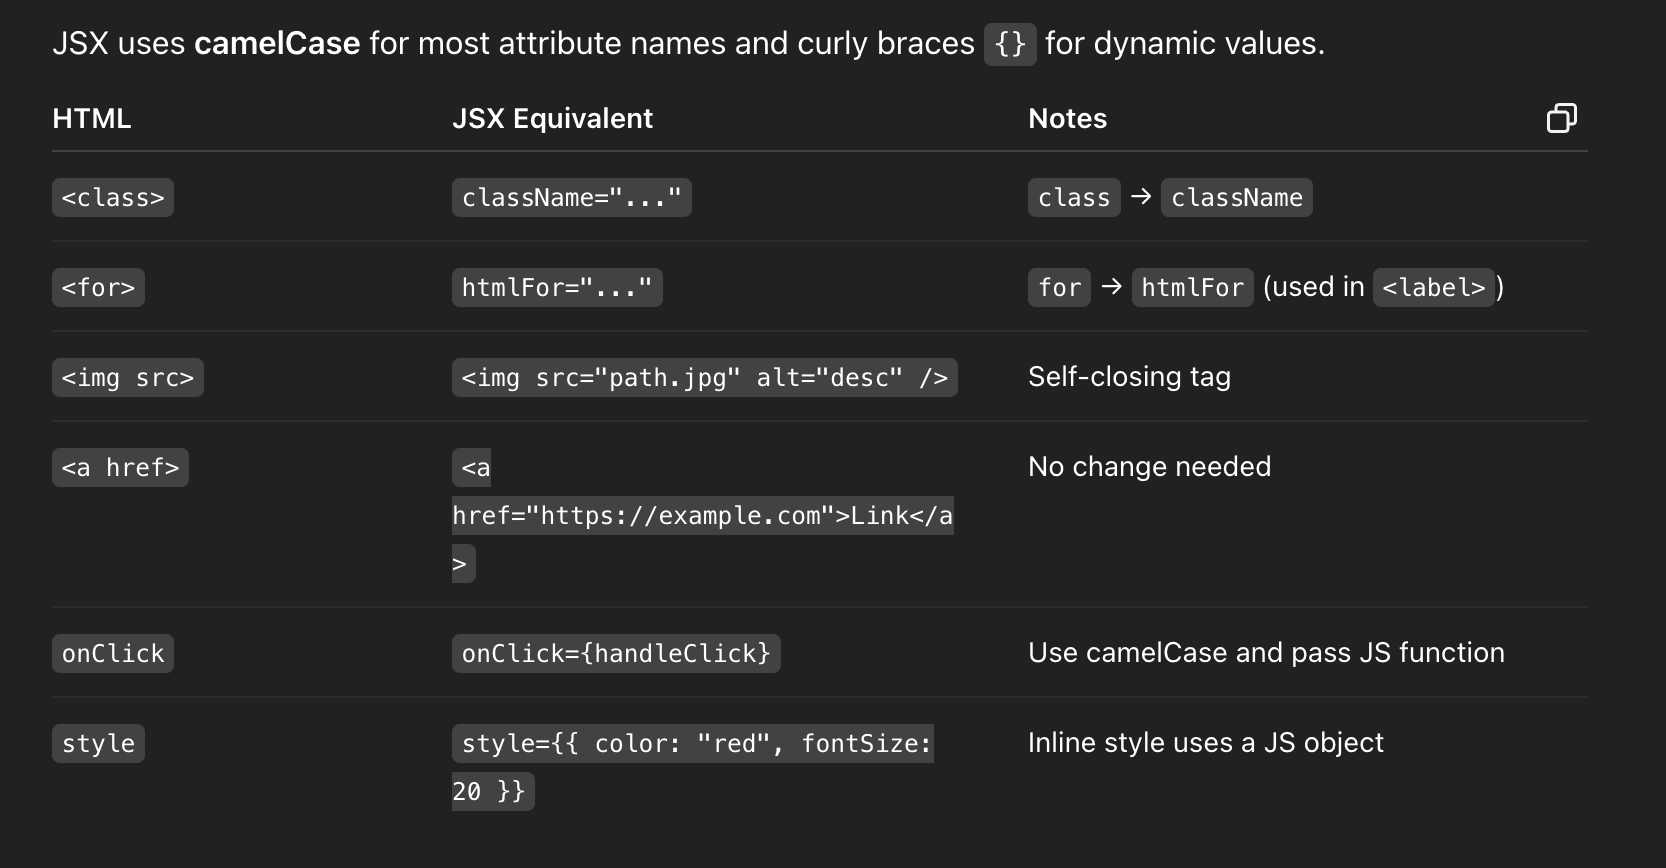 JSX uses camelCase for most attribute names and curly braces {} for dynamic values.
HTML JSX Equivalent Notes
<class> className="..." class → className
<for> htmlFor="..." for → htmlFor (used in <label>)
<img src> <img src="path.jpg" alt="desc" /> Self-closing tag
<a href> <a No change needed
href="https://example.com">Link</a
>
onClick onClick={handleClick} Use camelCase and pass JS function
style style={{ color: "red", fontSize: Inline style uses a JS object
20 }}